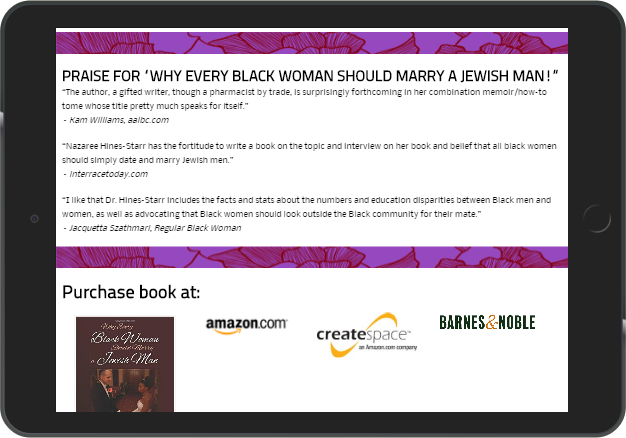 PRAISE FOR ‘WHY EVERY BLACK WOMAN SHOULD MARRY A JEWISH MAN!”
“The author, a gifted writer, though a pharmacist by trade, is surprisingly forthcoming in her combination memoir/how-to
tome whose title pretty much speaks for itself.”
- Kam Williams, aalbc.com
“Nazaree Hines-Starr has the fortitude to write a book on the topic and interview on her book and belief that all black women
should simply date and marry Jewish men.”
- Interracetoday.com
“I like that Dr. Hines-Starr includes the facts and stats about the numbers and education disparities between Black men and
women, as well as advocating that Black women should look outside the Black community for their mate.”
- Jacquetta Szathmari, Regular Black Woman
Purchase book at:
Why Every
Black Woman
Should Marry
a Jewish Man
amazon.com
createspace™
an Amazon.com company
BARNES&NOBLE